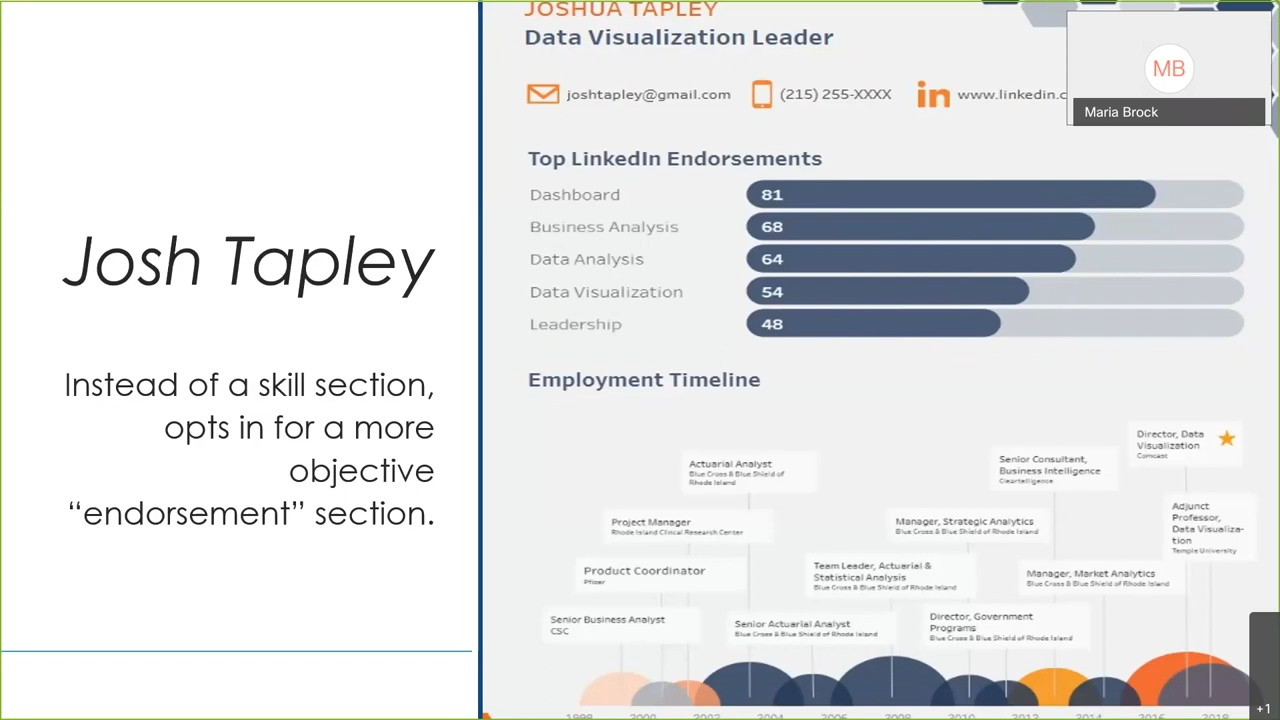 Josh Tapley
Instead of a skill section,
opts in for a more
objective
“endorsement” section.
JOSHUA TAPLEY
Data Visualization Leader
joshtapley@gmail.com
(215) 255-XXXX
in
www.linkedin.c
MB
Maria Brock
Top LinkedIn Endorsements
Dashboard 81
Business Analysis 68
Data Analysis 64
Data Visualization 54
Leadership 48
Employment Timeline
Director, Data
Visualization
Comcast
Actuarial Analyst
Blue Cross & Blue Shield of
Rhode Island
Senior Consultant,
Business Intelligence
Cleartelligence
Adjunct
Professor,
Data Visualiza-
tion
Temple University
Project Manager
Rhode Island Clincal Research Center
Manager, Strategic Analytics
Blue Cross & Blue Shield of Rhode Island
Product Coordinator
Pfizer
Team Leader, Actuarial &
Statistical Analysis
Blue Cross & Blue Shield of Rhode Island
Manager, Market Analytics
Blue Cross & Blue Shield of Rhode Island
Senior Business Analyst
CSC
Senior Actuarial Analyst
Blue Cross & Blue Shield of Rhode Island
Director, Government
Programs
Blue Cross & Blue Shield of Rhode Island
1998 2000 2002 2004 2006 2008 2010 2012 2014 2016 2018
+1